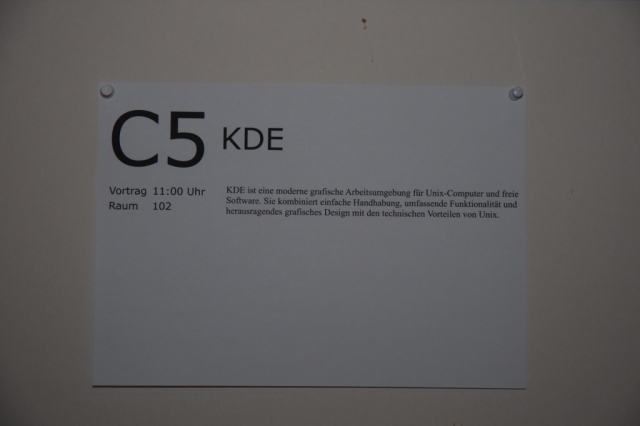 C5 KDE
Vortrag 11:00 Uhr
Raum 102
KDE ist eine moderne grafische Arbeitsumgebung für Unix-Computer und freie
Software. Sie kombiniert einfache Handhabung, umfassende Funktionalität und
herausragendes grafisches Design mit den technischen Vorteilen von Unix.